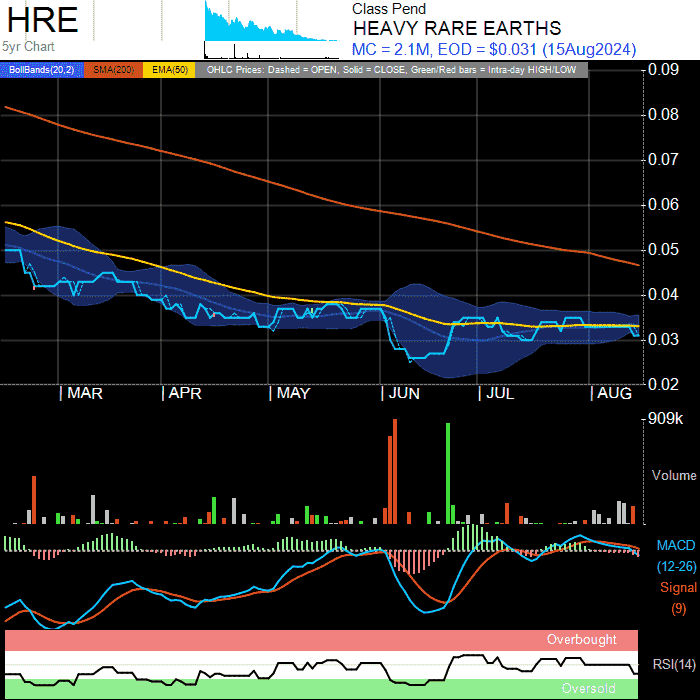 HRE
5yr Chart
Class Pend
HEAVY RARE EARTHS
MC = 2.1M, EOD = $0.031 (15Aug2024)
BollBands(20,2) SMA(200) EMA(50) OHLC Prices: Dashed = OPEN, Solid = CLOSE, Green/Red bars = Intra-day HIGH/LOW
0.09
0.08
0.07
0.06
0.05
0.04
0.03
0.02
| MAR | APR | MAY | JUN | JUL | AUG
909k
Volume
MACD
(12-26)
Signal
(9)
Overbought
RSI(14)
Oversold